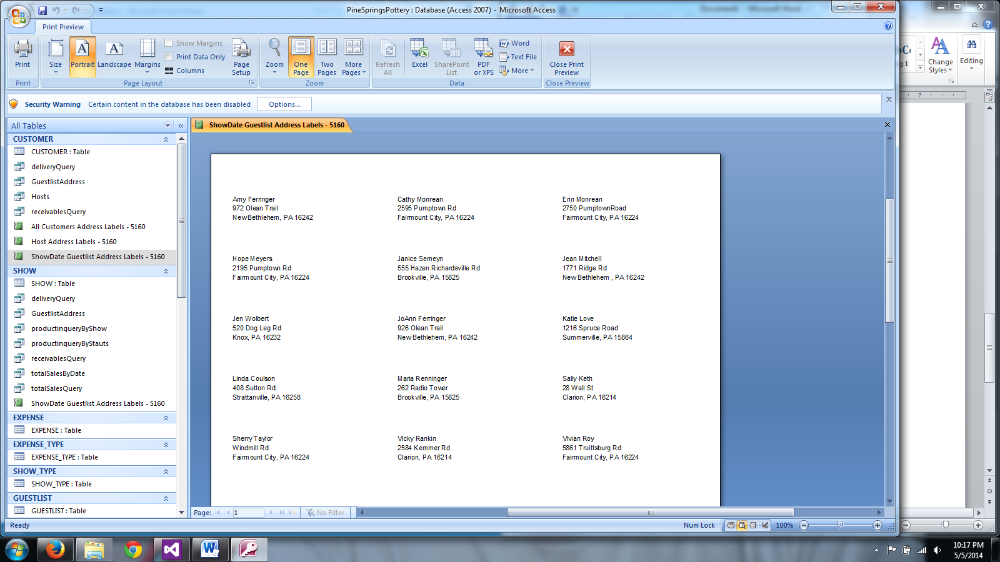 PineSpringsPottery : Database (Access 2007) - Microsoft Access
Print Preview
Print
Size
Portrait
Landscape
Margins
Show Margins
Print Data Only
Columns
Page Setup
Zoom
One Page
Two Pages
More Pages
Refresh All
Excel
SharePoint List
PDF or XPS
Word
Text File
More
Close Print Preview
Change Styles
Editing
Print
Page Layout
Zoom
Data
Close Preview
Security Warning Certain content in the database has been disabled Options...
7
All Tables
CUSTOMER
CUSTOMER : Table
deliveryQuery
GuestlistAddress
Hosts
receivablesQuery
All Customers Address Labels - 5160
Host Address Labels - 5160
ShowDate Guestlist Address Labels - 5160
SHOW
SHOW : Table
deliveryQuery
GuestlistAddress
productinqueryByShow
productinqueryByStauts
receivablesQuery
totalSalesByDate
totalSalesQuery
ShowDate Guestlist Address Labels - 5160
EXPENSE
EXPENSE : Table
EXPENSE_TYPE
EXPENSE_TYPE : Table
SHOW_TYPE
SHOW_TYPE : Table
GUESTLIST
GUESTLIST : Table
ShowDate Guestlist Address Labels - 5160
Amy Ferringer
972 Olean Trail
NewBethlehem, PA 16242
Cathy Monrean
2595 Pumptown Rd
Fairmount City, PA 16224
Erin Monrean
2750 PumptownRoad
Fairmount City, PA 16224
Hope Meyers
2195 Pumptown Rd
Fairmount City, PA 16224
Janice Semeyn
555 Hazen Richardsville Rd
Brookville, PA 15825
Jean Mitchell
1771 Ridge Rd
New Bethlehem , PA 16242
Jen Wolbert
520 Dog Leg Rd
Knox, PA 16232
JoAnn Ferringer
926 Olean Trail
New Bethlehem, PA 16242
Katie Love
1216 Spruce Road
Summerville, PA 15864
Linda Coulson
408 Sutton Rd.
Strattanville, PA 16258
Maria Renninger
262 Radio Tower
Brookville, PA 15825
Sally Keth
28 Wall St
Clarion, PA 16214
Sherry Taylor
Windmill Rd
Fairmount City, PA 16224
Vicky Rankin
2584 Kemmer Rd
Clarion, PA 16214
Vivian Roy
5861 Truittsburg Rd
Fairmount City, PA 16224
Page: 1 No Filter
Ready Num Lock 100%
10:17 PM
5/5/2014